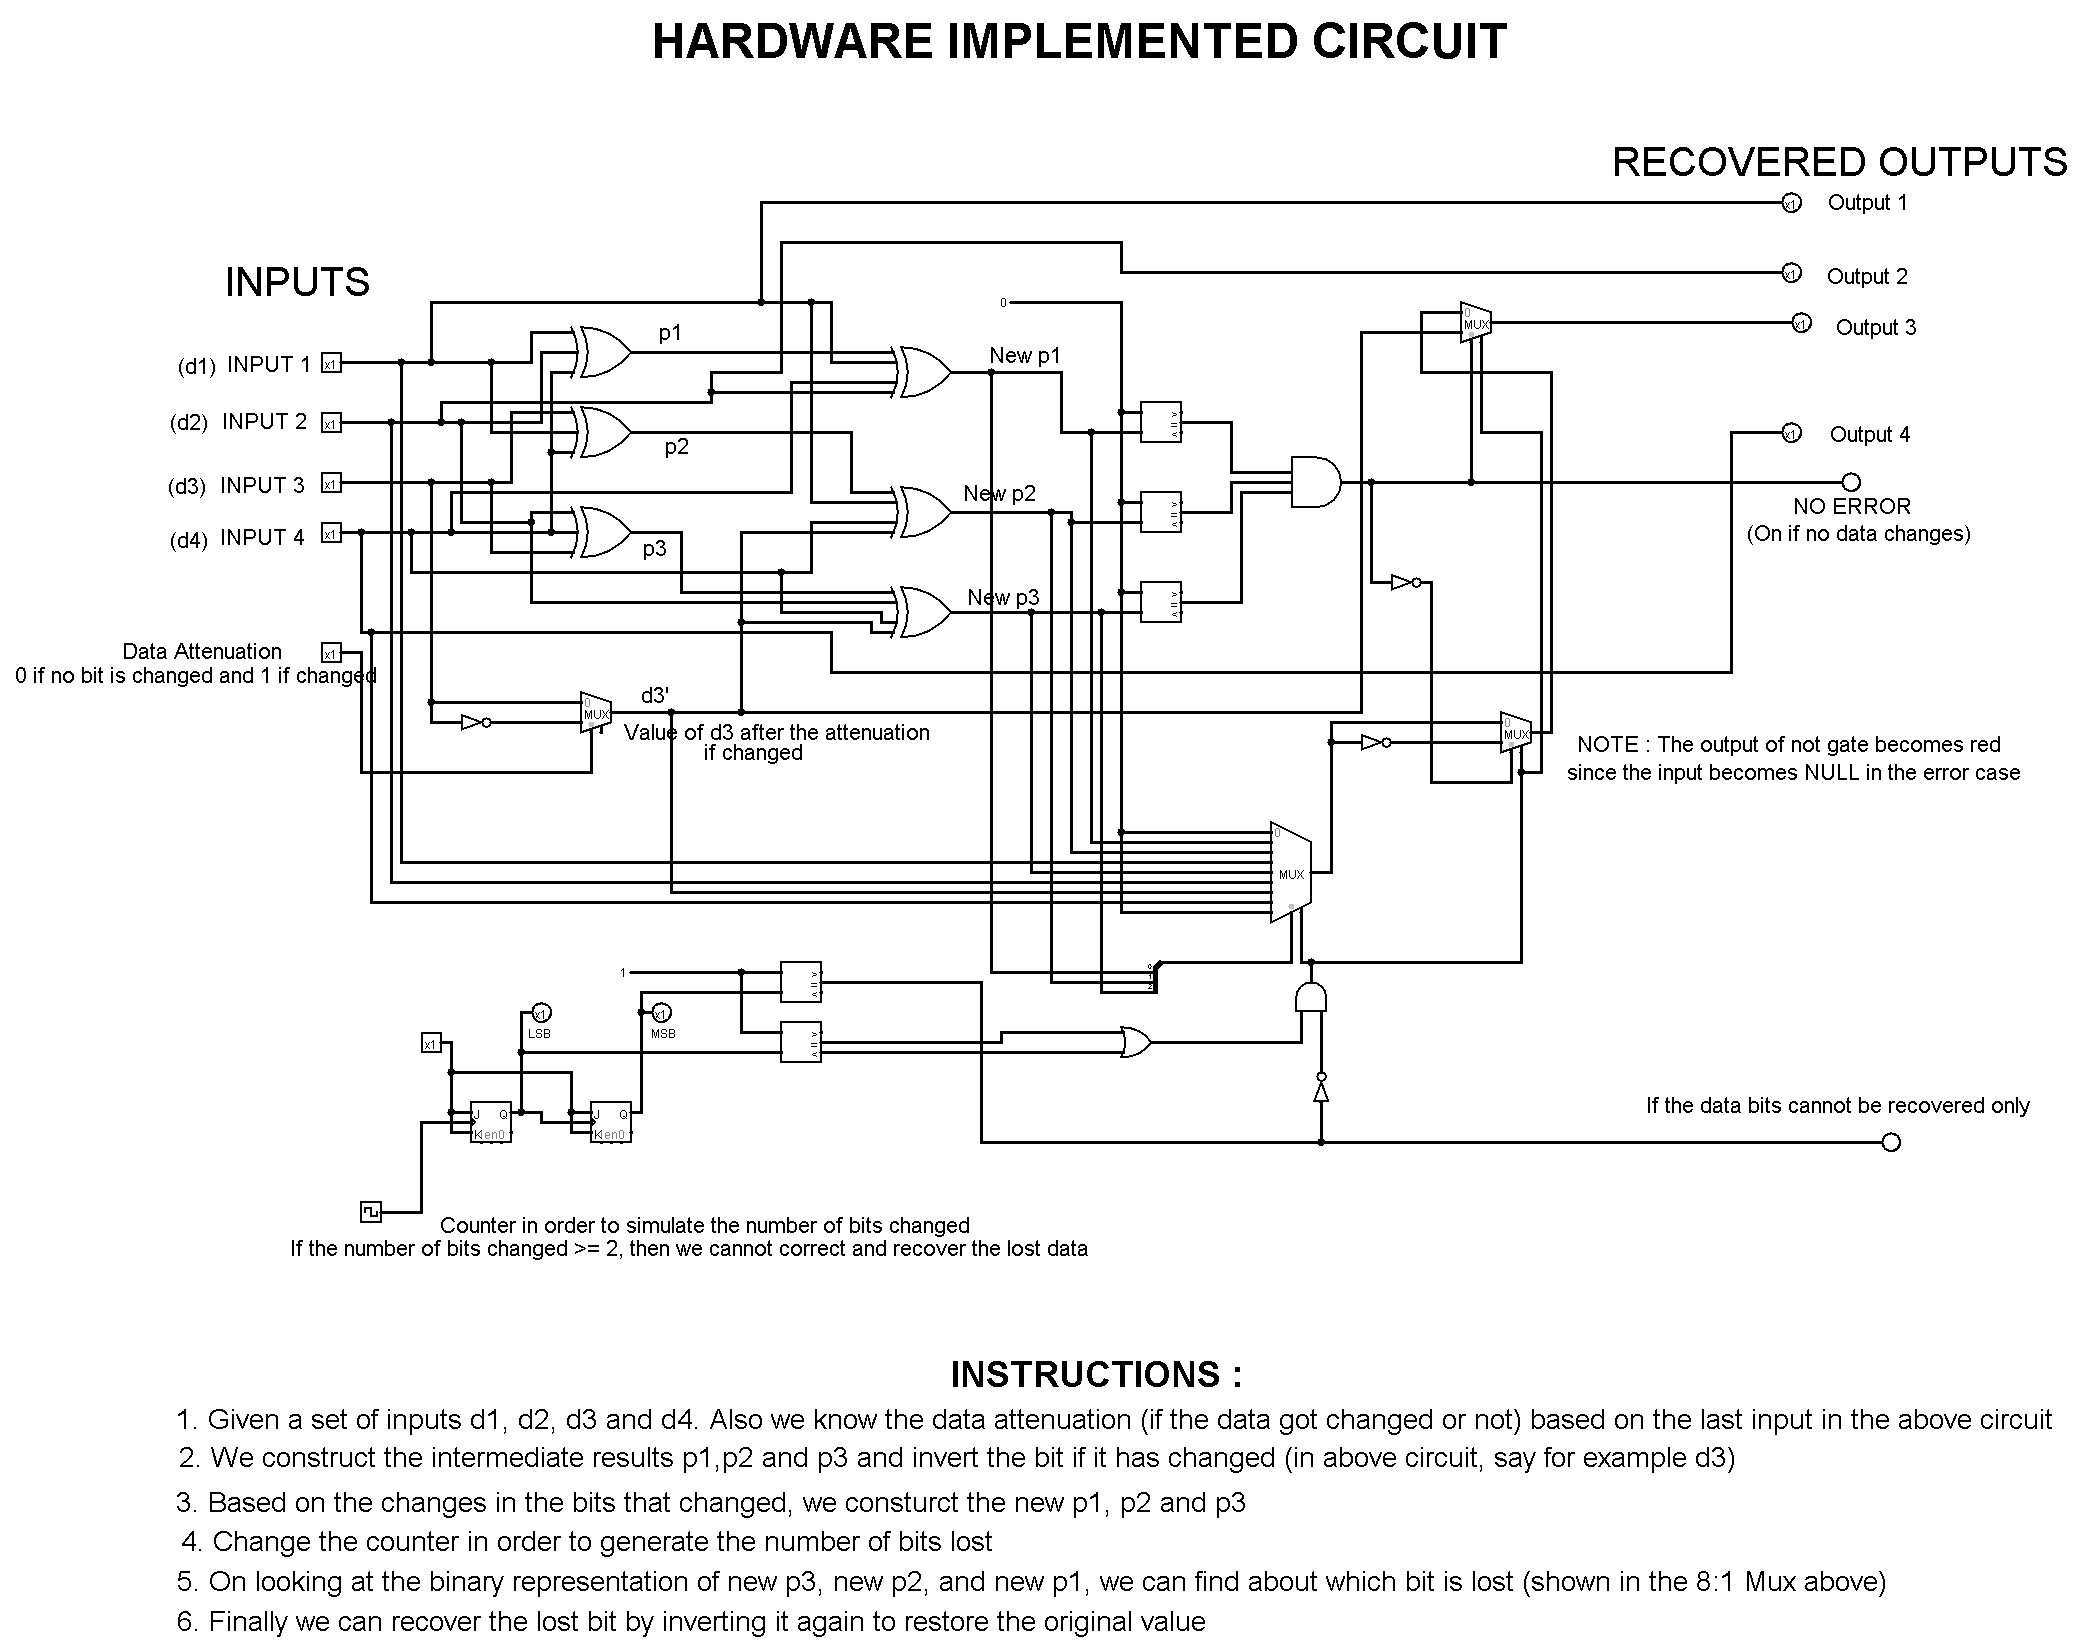 HARDWARE IMPLEMENTED CIRCUIT
RECOVERED OUTPUTS
x1 Output 1
x1 Output 2
INPUTS
0
0
MUX
x1 Output 3
p1
New p1
(d1) INPUT 1 x1
(d2) INPUT 2 x1
p2
x1 Output 4
(d3) INPUT 3 x1
New p2
NO ERROR
(On if no data changes)
(d4) INPUT 4 x1
p3
New p3
Data Attenuation x1
0 if no bit is changed and 1 if changed
d3'
0
MUX
Value of d3 after the attenuation
if changed
0
MUX
NOTE : The output of not gate becomes red
since the input becomes NULL in the error case
0
MUX
1
0
1
2
x1
LSB
x1
MSB
x1
J Q
K en0
J Q
K en0
If the data bits cannot be recovered only
Counter in order to simulate the number of bits changed
If the number of bits changed >= 2, then we cannot correct and recover the lost data
INSTRUCTIONS :
1. Given a set of inputs d1, d2, d3 and d4. Also we know the data attenuation (if the data got changed or not) based on the last input in the above circuit
2. We construct the intermediate results p1,p2 and p3 and invert the bit if it has changed (in above circuit, say for example d3)
3. Based on the changes in the bits that changed, we consturct the new p1, p2 and p3
4. Change the counter in order to generate the number of bits lost
5. On looking at the binary representation of new p3, new p2, and new p1, we can find about which bit is lost (shown in the 8:1 Mux above)
6. Finally we can recover the lost bit by inverting it again to restore the original value